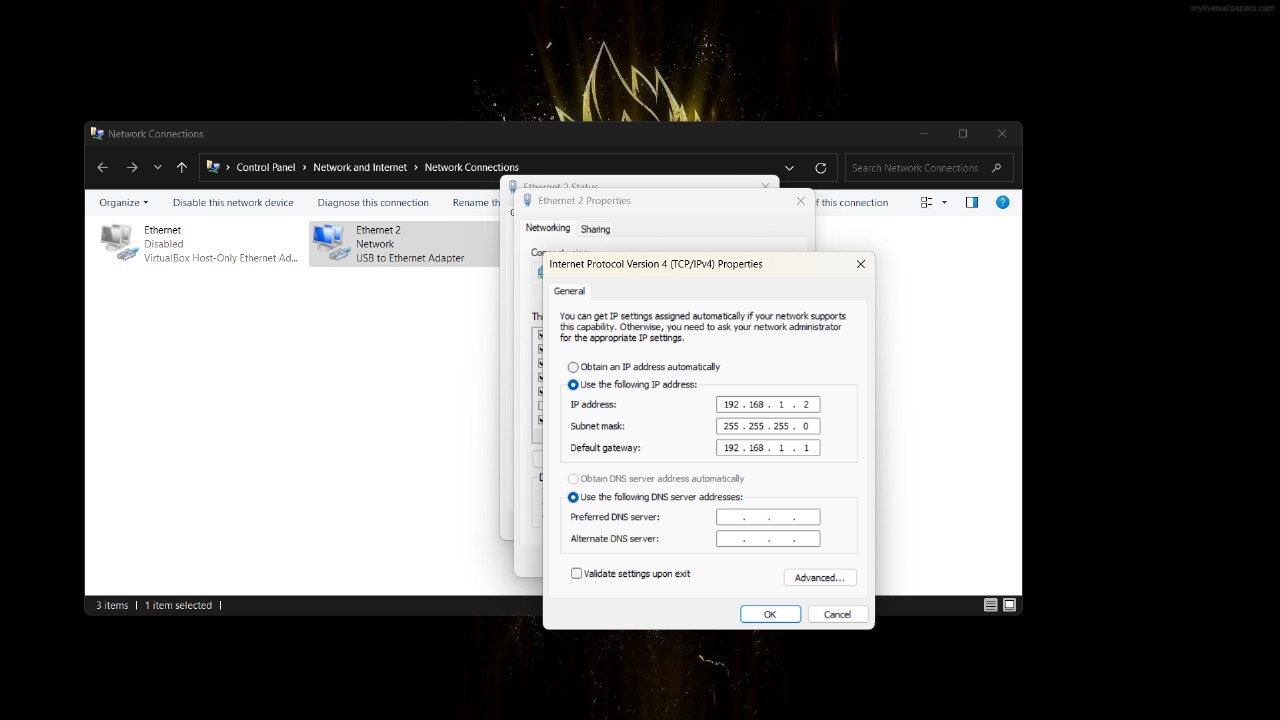 mylivewallpapers.com
Network Connections
Control Panel > Network and Internet > Network Connections
Search Network Connections
Organize
Disable this network device
Diagnose this connection
Rename th
f this connection
Ethernet
Disabled
VirtualBox Host-Only Ethernet Ad...
Ethernet 2
Network
USB to Ethernet Adapter
Ethernet 2 Status
Ethernet 2 Properties
Networking
Sharing
Internet Protocol Version 4 (TCP/IPv4) Properties
General
You can get IP settings assigned automatically if your network supports
this capability. Otherwise, you need to ask your network administrator
for the appropriate IP settings.
Obtain an IP address automatically
Use the following IP address:
IP address: 192 . 168 . 1 . 2
Subnet mask: 255 . 255 . 255 . 0
Default gateway: 192 . 168 . 1 . 1
Obtain DNS server address automatically
Use the following DNS server addresses:
Preferred DNS server: . . .
Alternate DNS server: . . .
Validate settings upon exit
Advanced...
OK
Cancel
3 items
1 item selected